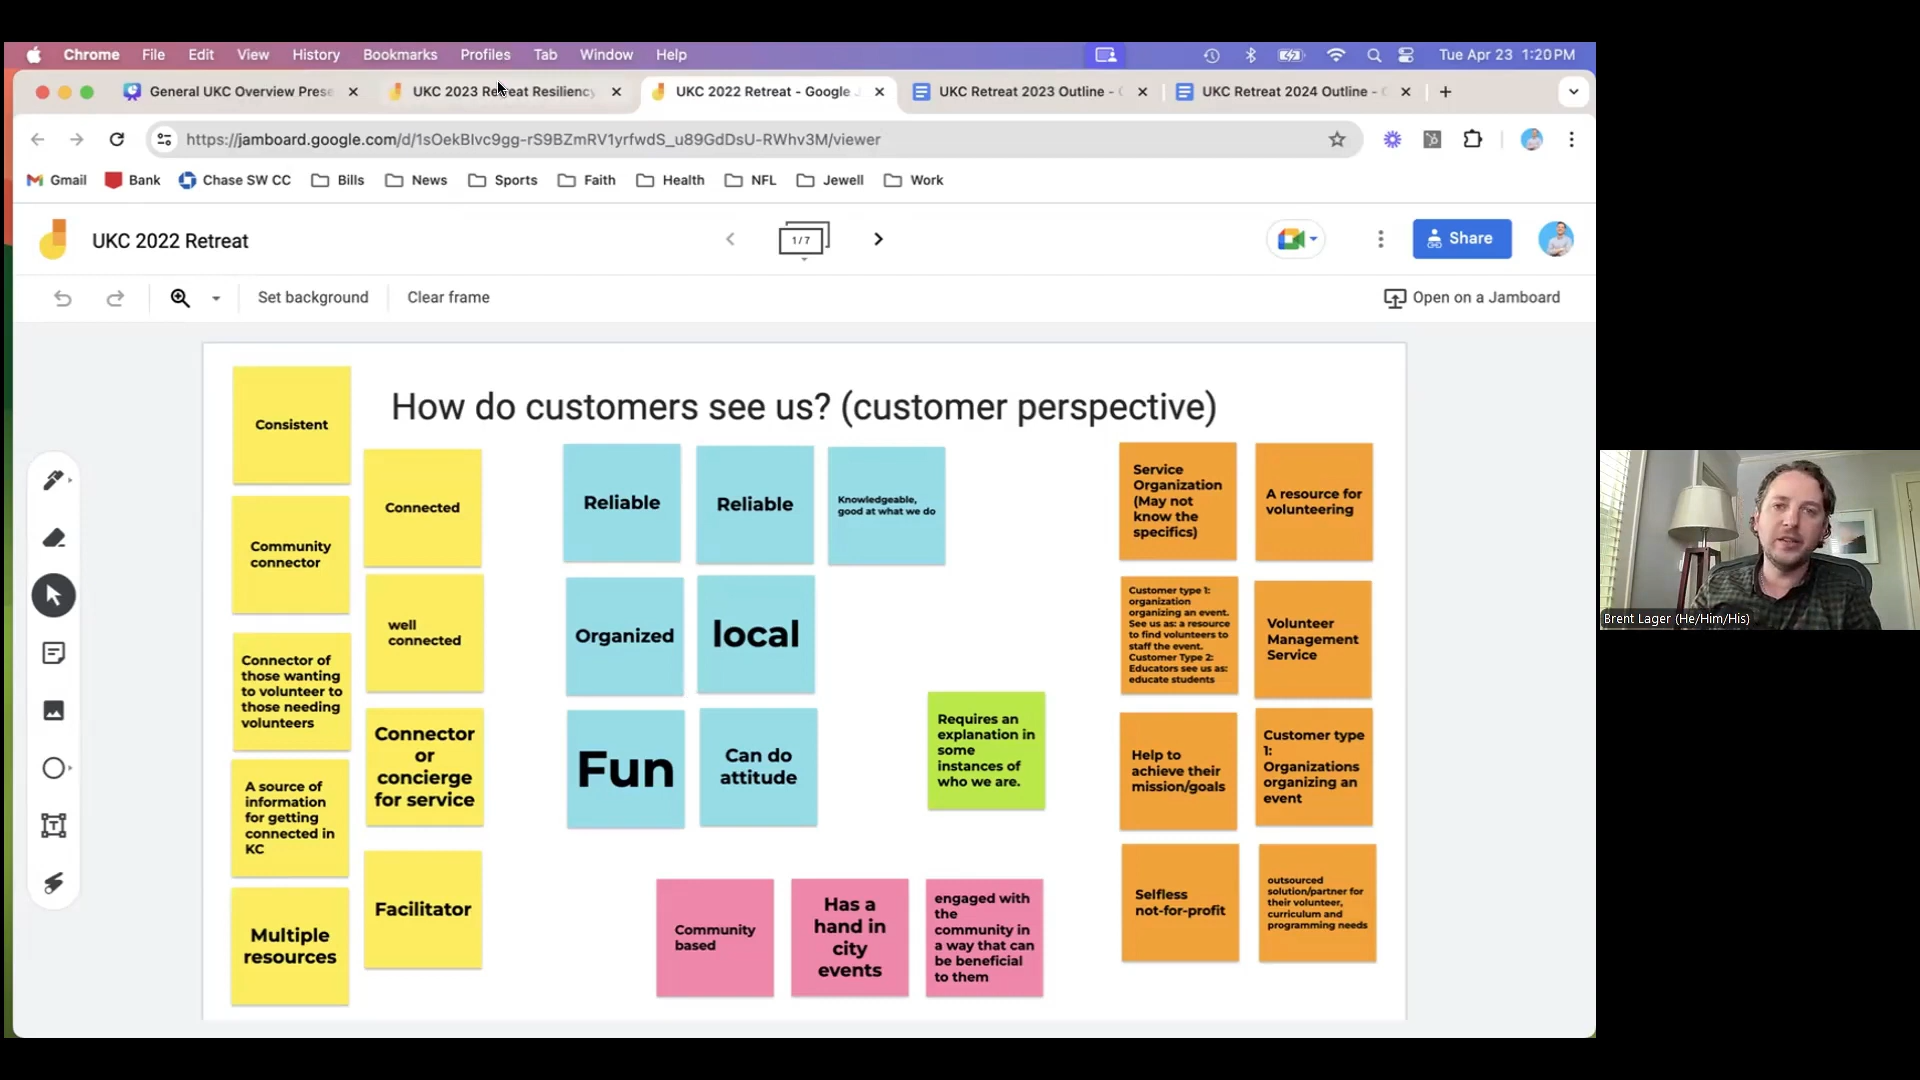 Chrome File Edit View History Bookmarks Profiles Tab Window Help Tue Apr 23 1:20 PM
General UKC Overview Prese UKC 2023 Retreat Resiliency UKC 2022 Retreat - Google J UKC Retreat 2023 Outline - G UKC Retreat 2024 Outline - G
https://jamboard.google.com/d/1sOekBIvc9gg-rS9BZmRV1yrfwdS_u89GdDsU-RWhv3M/viewer
Gmail Bank Chase SW CC Bills News Sports Faith Health NFL Jewell Work
UKC 2022 Retreat
1/7
Share
Set background Clear frame
Open on a Jamboard
How do customers see us? (customer perspective)
Consistent
Community
connector
Connector of
those wanting
to volunteer to
those needing
volunteers
A source of
information
for getting
connected in
KC
Multiple
resources
Connected
well
connected
Connector
or
concierge
for service
Facilitator
Reliable
Reliable
Knowledgeable,
good at what we do
Organized
local
Fun
Can do
attitude
Requires an
explanation in
some
instances of
who we are.
Community
based
Has a
hand in
city
events
engaged with
the
community in
a way that can
be beneficial
to them
Service
Organization
(May not
know the
specifics)
A resource for
volunteering
Customer type 1:
organization
organizing an event.
See us as: a resource
to find volunteers to
staff the event.
Customer Type 2:
Educators see us as:
educate students
Volunteer
Management
Service
Help to
achieve their
mission/goals
Customer type
1:
Organizations
organizing an
event
Selfless
not-for-profit
outsourced
solution/partner for
their volunteer,
curriculum and
programming needs
Brent Lager (He/Him/His)